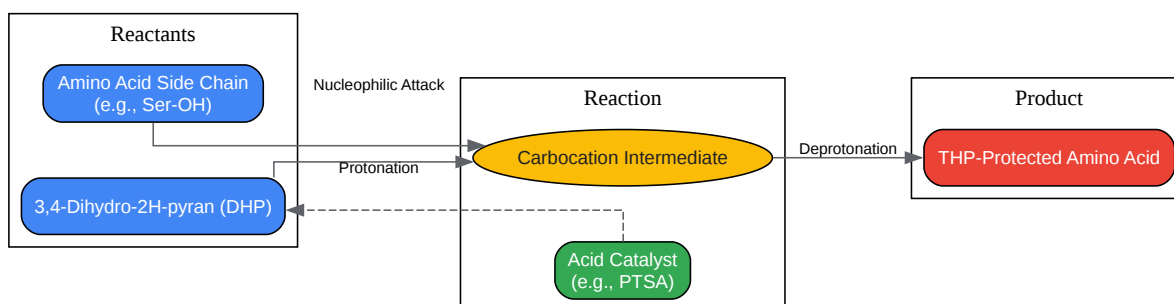 Reactants
Amino Acid Side Chain
(e.g., Ser-OH)
3,4-Dihydro-2H-pyran (DHP)
Nucleophilic Attack
Protonation
Reaction
Carbocation Intermediate
Acid Catalyst
(e.g., PTSA)
Deprotonation
Product
THP-Protected Amino Acid